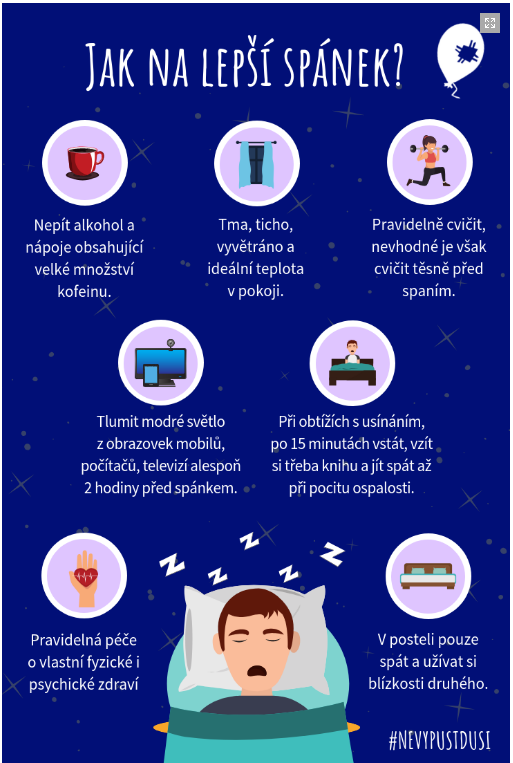 JAK NA LEPŠÍ SPÁNEK?
Nepít alkohol a
nápoje obsahující
velké množství
kofeinu.
Tma, ticho,
vyvětráno a
ideální teplota
v pokoji.
Pravidelně cvičit,
nevhodné je však
cvičit těsně před
spaním.
Tlumit modré světlo
z obrazovek mobilů,
počítačů, televizí alespoň
2 hodiny před spánkem.
Při obtížích s usínáním,
po 15 minutách vstát, vzít
si třeba knihu a jít spát až
při pocitu ospalosti.
Z Z Z Z Z
Pravidelná péče
o vlastní fyzické i
psychické zdraví
V posteli pouze
spát a užívat si
blízkosti druhého.
#NEVYPUSTDUSI